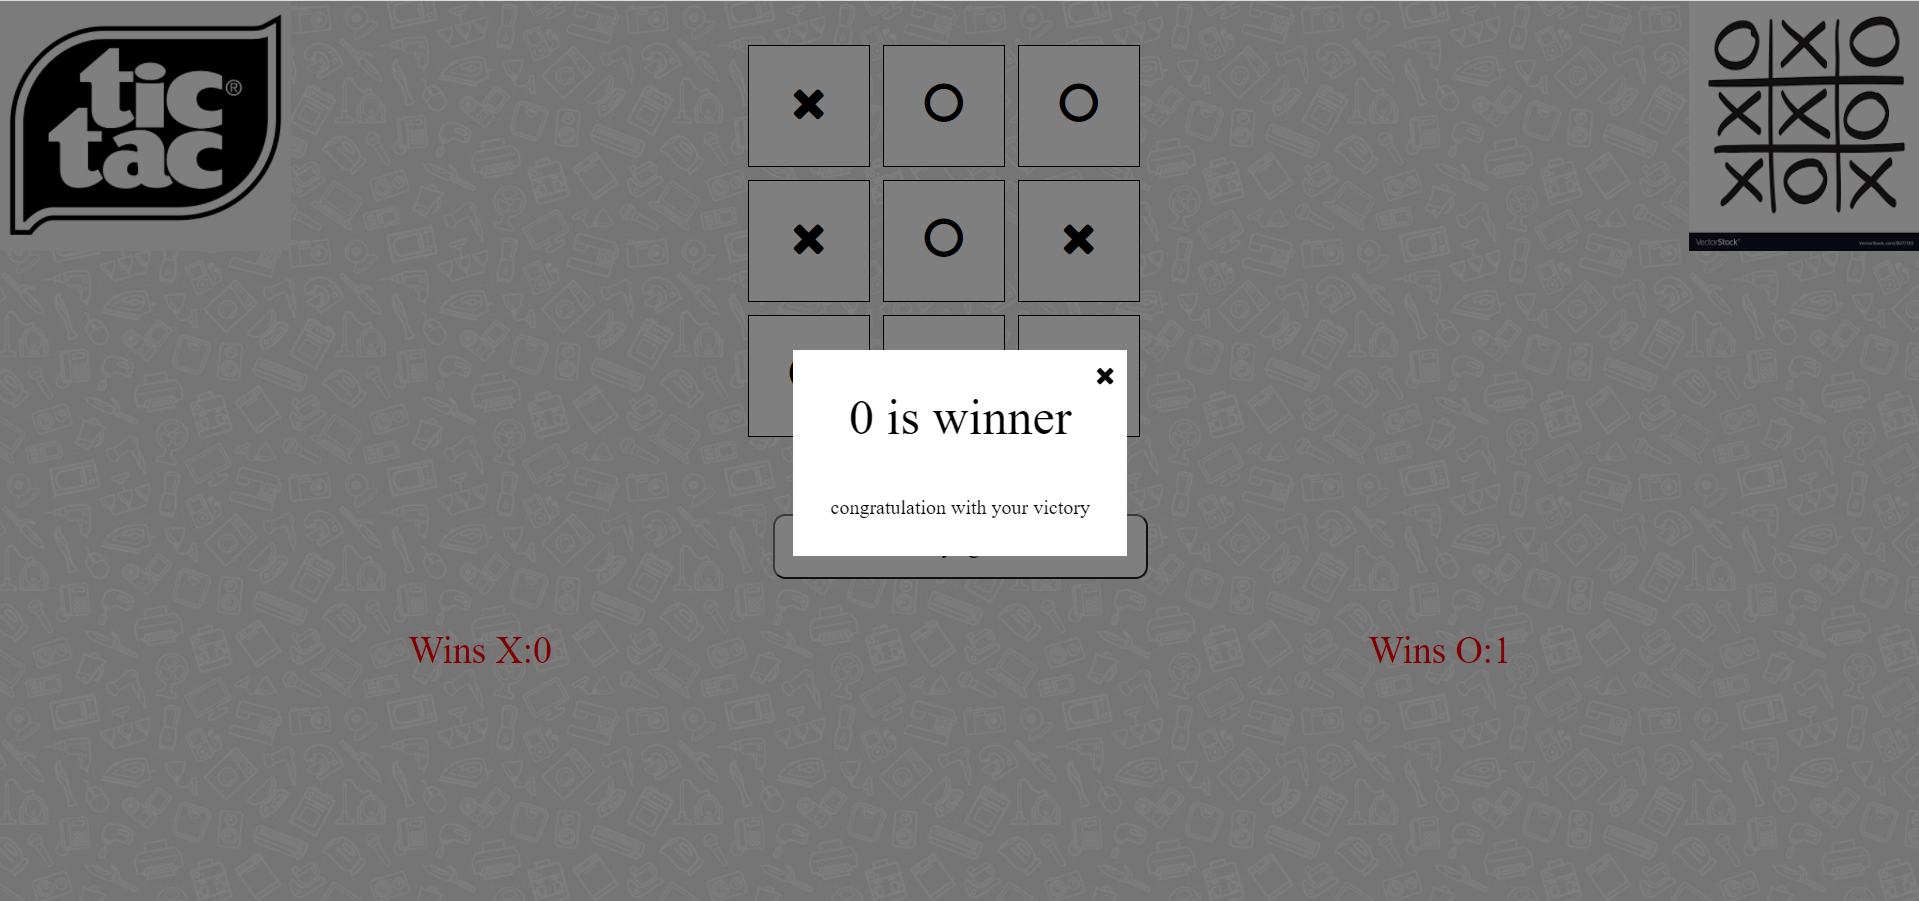 tic®
tac
O X O
X X O
X O X
VectorStock®
0 is winner
congratulation with your victory
Wins X:0
Wins O:1